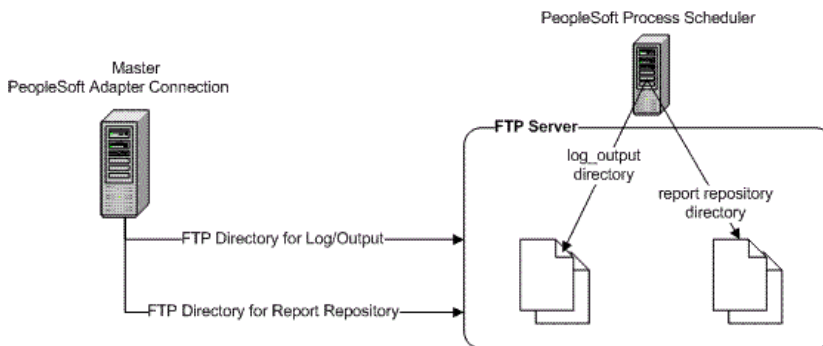 PeopleSoft Process Scheduler
Master
PeopleSoft Adapter Connection
FTP Server
log_output
directory
report repository
directory
FTP Directory for Log/Output
FTP Directory for Report Repository